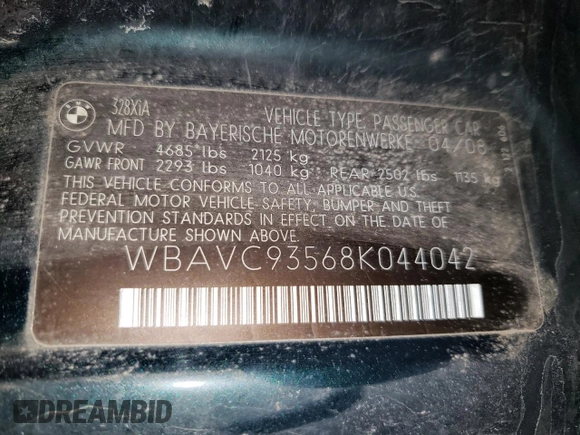 BMW
328XiA
VEHICLE TYPE PASSENGER CAR
MFD BY BAYERISCHE MOTORENWERKE 04/08
GVWR 4685 lbs 2125 kg
GAWR FRONT 2293 lbs 1040 kg REAR 2502 lbs 1135 kg
THIS VEHICLE CONFORMS TO ALL APPLICABLE
FEDERAL MOTOR VEHICLE SAFETY, BUMPER AND THEFT
PREVENTION STANDARDS IN EFFECT ON THE DATE OF
MANUFACTURE SHOWN ABOVE.
WBAVC93568K044042
DREAMBID